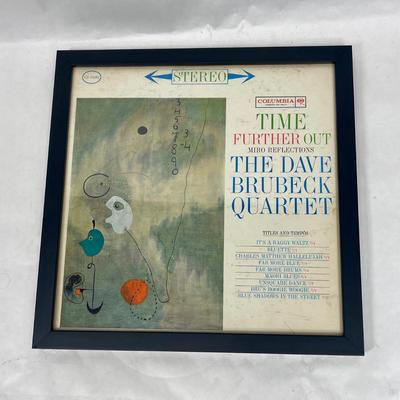 STEREO
COLUMBIA
TIME
FURTHER OUT
MIRO REFLECTIONS
THE DAVE
BRUBECK
QUARTET
TITLES AND TEMPOS
IT'S A RAGGY WALTZ
BLUETTE
CHARLES MATTHEW HALLELUJAH
FAR MORE BLUE
FAR MORE DRUMS
MAORI BLUES
UNSQUARE DANCE
BRU'S BOOGIE WOOGIE
BLUE SHADOWS IN THE STREET